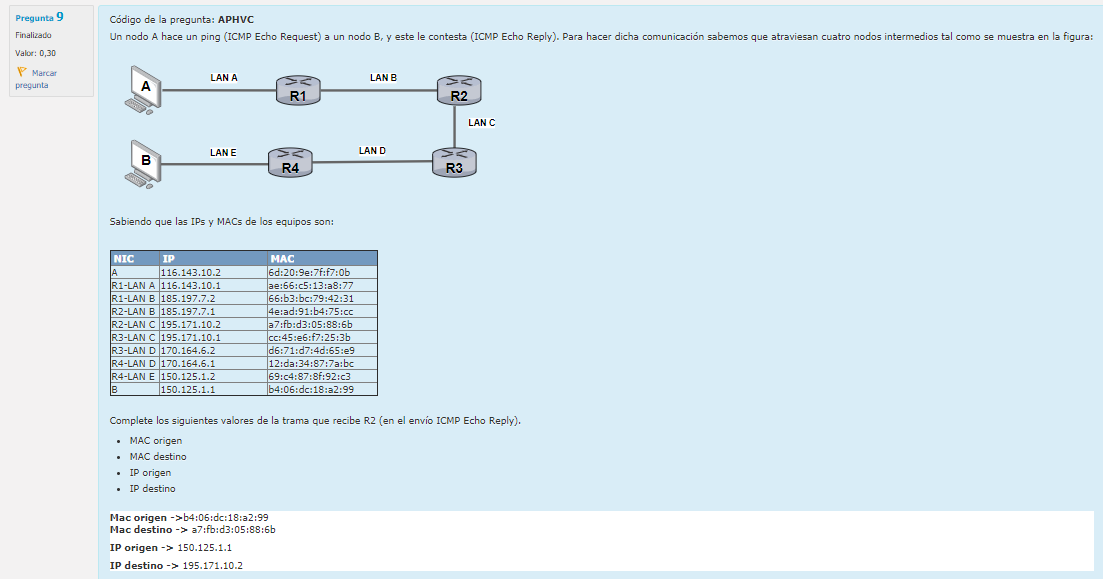 Pregunta 9
Finalizado
Valor: 0,30
Marcar
pregunta
Código de la pregunta: APHVC
Un nodo A hace un ping (ICMP Echo Request) a un nodo B, y este le contesta (ICMP Echo Reply). Para hacer dicha comunicación sabemos que atraviesan cuatro nodos intermedios tal como se muestra en la figura:
A LAN A R1 LAN B R2
LAN C
B LAN E R4 LAN D R3
Sabiendo que las IPs y MACs de los equipos son:
NIC IP MAC
A 116.143.10.2 6d:20:9e:7f:f7:0b
R1-LAN A 116.143.10.1 ae:66:c5:13:a8:77
R1-LAN B 185.197.7.2 66:b3:bc:79:42:31
R2-LAN B 185.197.7.1 4e:ad:91:b4:75:cc
R2-LAN C 195.171.10.2 a7:fb:d3:05:88:6b
R3-LAN C 195.171.10.1 cc:45:e6:f7:25:3b
R3-LAN D 170.164.6.2 d6:71:d7:4d:65:e9
R4-LAN D 170.164.6.1 12:da:34:87:7a:bc
R4-LAN E 150.125.1.2 69:c4:87:8f:92:c3
B 150.125.1.1 b4:06:dc:18:a2:99
Complete los siguientes valores de la trama que recibe R2 (en el envío ICMP Echo Reply).
• MAC origen
• MAC destino
• IP origen
• IP destino
Mac origen ->b4:06:dc:18:a2:99
Mac destino -> a7:fb:d3:05:88:6b
IP origen -> 150.125.1.1
IP destino -> 195.171.10.2